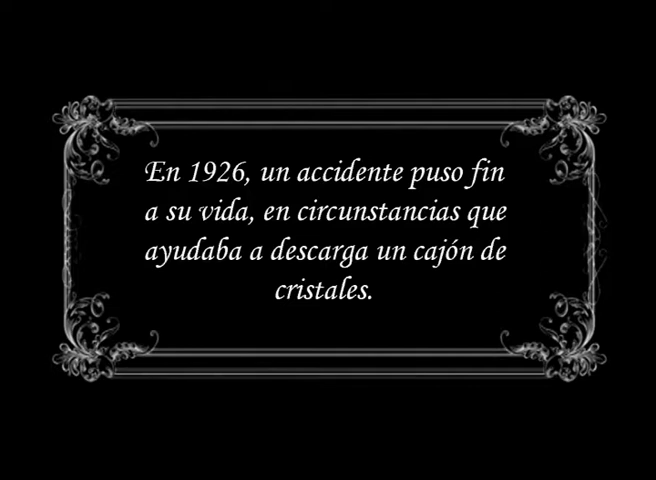 En 1926, un accidente puso fin
a su vida, en circunstancias que
ayudaba a descarga un cajón de
cristales.